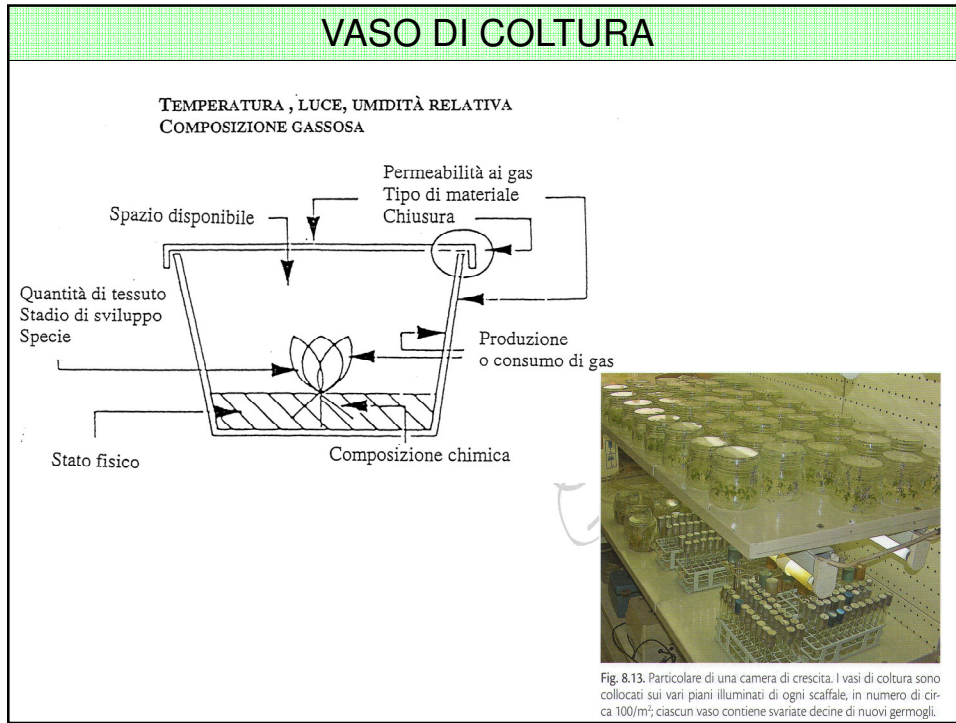 VASO DI COLTURA
TEMPERATURA , LUCE, UMIDITÀ RELATIVA
COMPOSIZIONE GASSOSA
Permeabilità ai gas
Tipo di materiale
Chiusura
Spazio disponibile
Quantità di tessuto
Stadio di sviluppo
Specie
Produzione
o consumo di gas
Stato fisico
Composizione chimica
Fig. 8.13. Particolare di una camera di crescita. I vasi di coltura sono
collocati sui vari piani illuminati di ogni scaffale, in numero di cir-
ca 100/m²; ciascun vaso contiene svariate decine di nuovi germogli.